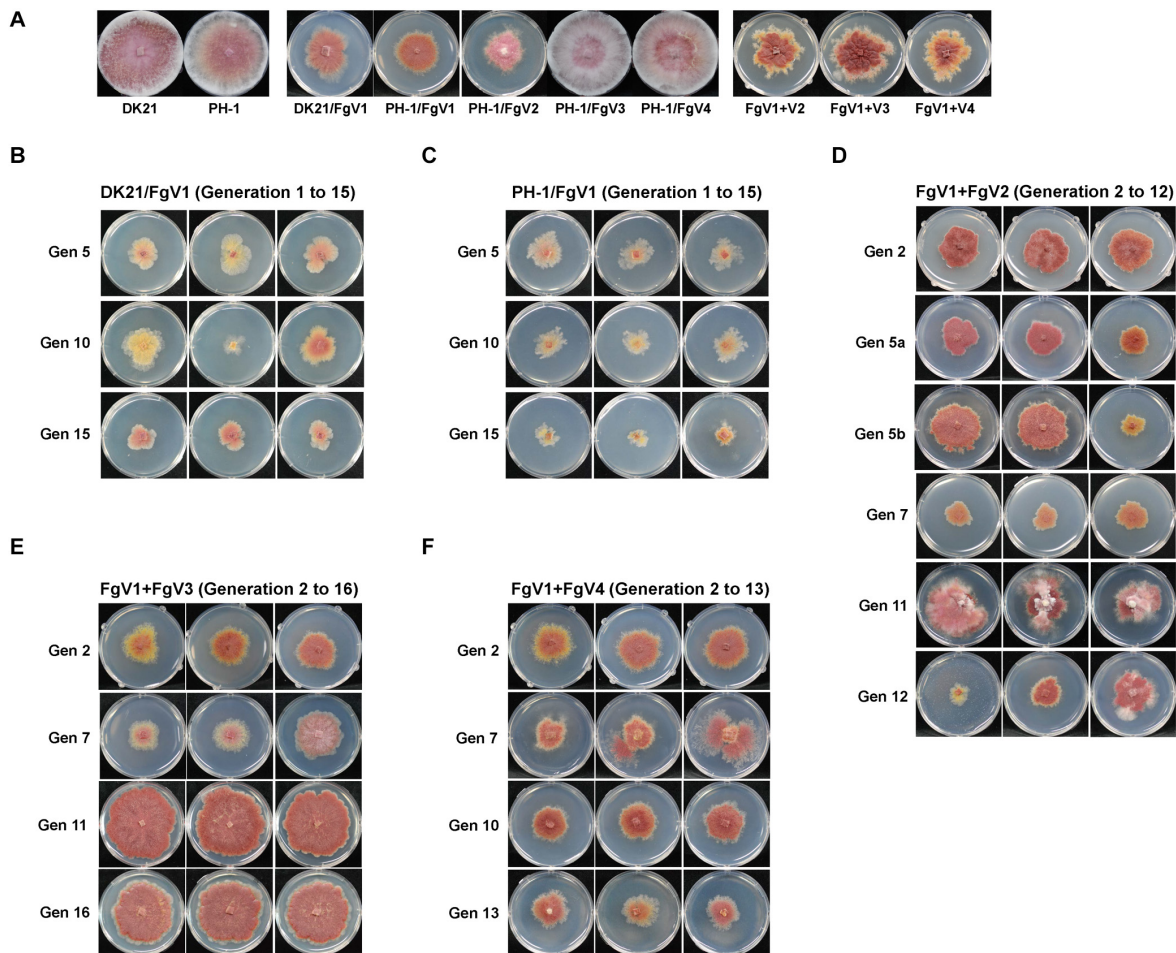 A
DK21
PH-1
DK21/FgV1
PH-1/FgV1
PH-1/FgV2
PH-1/FgV3
PH-1/FgV4
FgV1+V2
FgV1+V3
FgV1+V4
B
DK21/FgV1 (Generation 1 to 15)
Gen 5
Gen 10
Gen 15
C
PH-1/FgV1 (Generation 1 to 15)
Gen 5
Gen 10
Gen 15
D
FgV1+FgV2 (Generation 2 to 12)
Gen 2
Gen 5a
Gen 5b
Gen 7
Gen 11
Gen 12
E
FgV1+FgV3 (Generation 2 to 16)
Gen 2
Gen 7
Gen 11
Gen 16
F
FgV1+FgV4 (Generation 2 to 13)
Gen 2
Gen 7
Gen 10
Gen 13